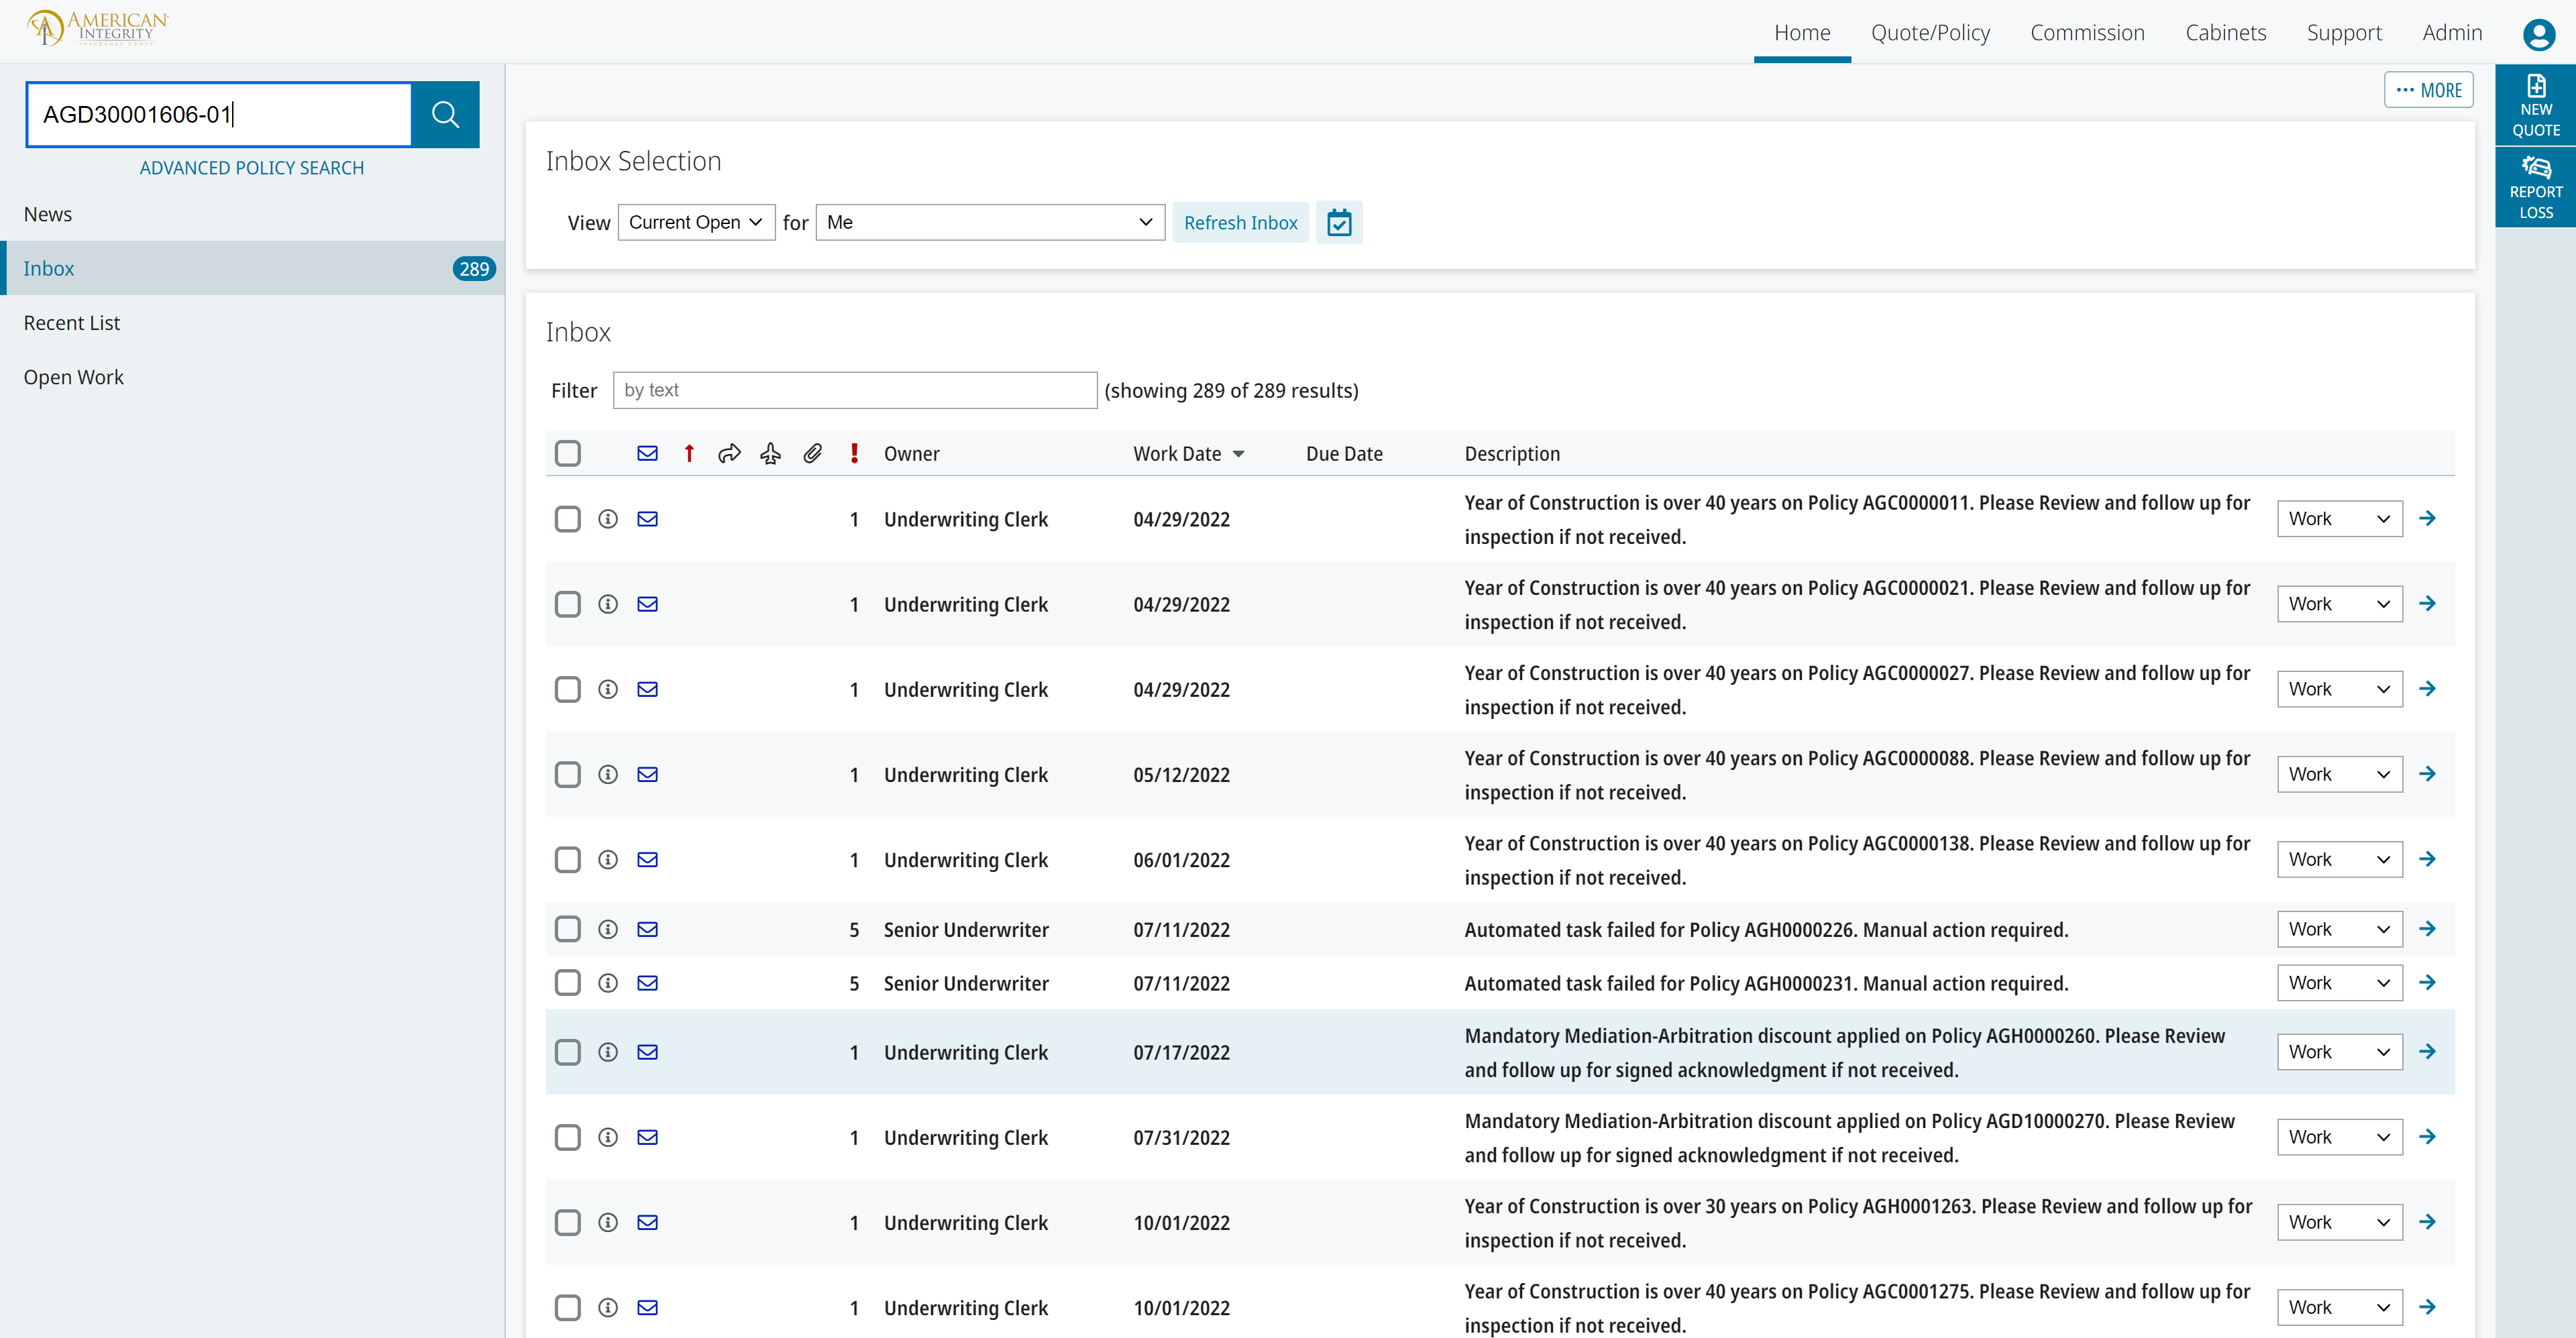 AMERICAN
INTEGRITY
INSURANCE GROUP
Home Quote/Policy Commission Cabinets Support Admin
AGD30001606-01
ADVANCED POLICY SEARCH
News
Inbox 289
Recent List
Open Work
MORE
NEW
QUOTE
REPORT
LOSS
Inbox Selection
View Current Open for Me Refresh Inbox
Inbox
Filter by text (showing 289 of 289 results)
Owner Work Date Due Date Description
1 Underwriting Clerk 04/29/2022 Year of Construction is over 40 years on Policy AGC0000011. Please Review and follow up for
inspection if not received. Work
1 Underwriting Clerk 04/29/2022 Year of Construction is over 40 years on Policy AGC0000021. Please Review and follow up for
inspection if not received. Work
1 Underwriting Clerk 04/29/2022 Year of Construction is over 40 years on Policy AGC0000027. Please Review and follow up for
inspection if not received. Work
1 Underwriting Clerk 05/12/2022 Year of Construction is over 40 years on Policy AGC0000088. Please Review and follow up for
inspection if not received. Work
1 Underwriting Clerk 06/01/2022 Year of Construction is over 40 years on Policy AGC0000138. Please Review and follow up for
inspection if not received. Work
5 Senior Underwriter 07/11/2022 Automated task failed for Policy AGH0000226. Manual action required. Work
5 Senior Underwriter 07/11/2022 Automated task failed for Policy AGH0000231. Manual action required. Work
1 Underwriting Clerk 07/17/2022 Mandatory Mediation-Arbitration discount applied on Policy AGH0000260. Please Review
and follow up for signed acknowledgment if not received. Work
1 Underwriting Clerk 07/31/2022 Mandatory Mediation-Arbitration discount applied on Policy AGD10000270. Please Review
and follow up for signed acknowledgment if not received. Work
1 Underwriting Clerk 10/01/2022 Year of Construction is over 30 years on Policy AGH0001263. Please Review and follow up for
inspection if not received. Work
1 Underwriting Clerk 10/01/2022 Year of Construction is over 40 years on Policy AGC0001275. Please Review and follow up for
inspection if not received. Work